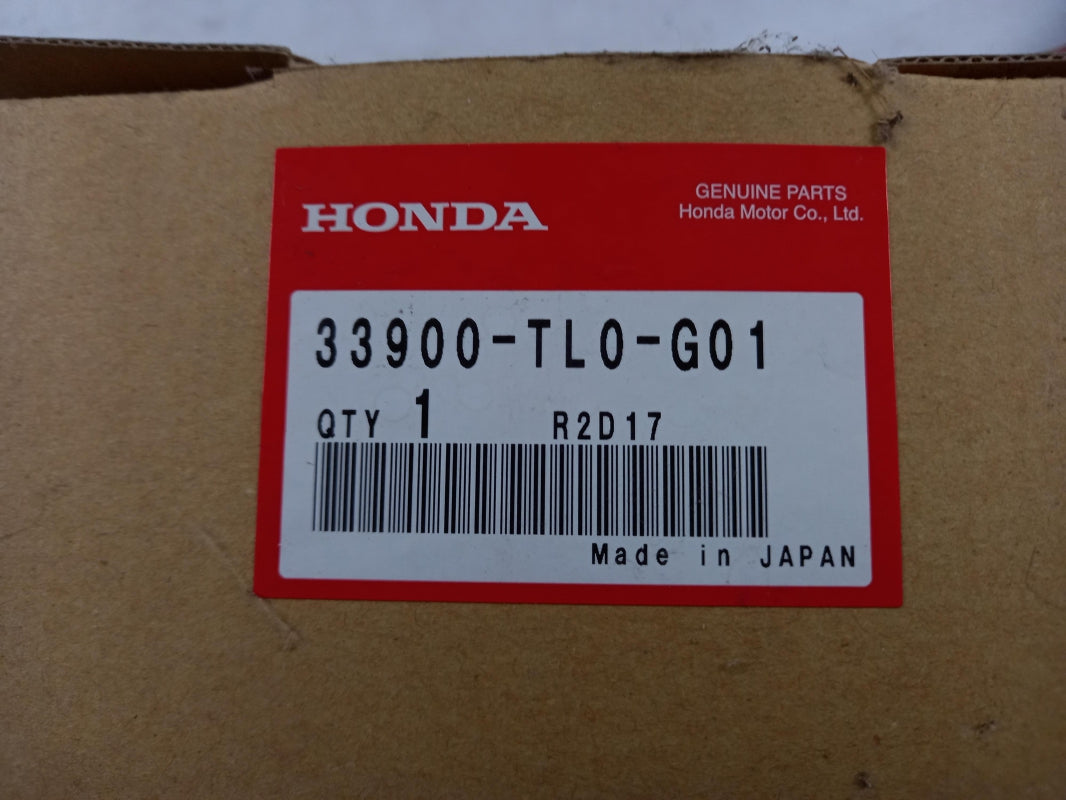 HONDA
GENUINE PARTS
Honda Motor Co., Ltd.
33900-TL0-G01
QTY 1 R2D17
Made in JAPAN